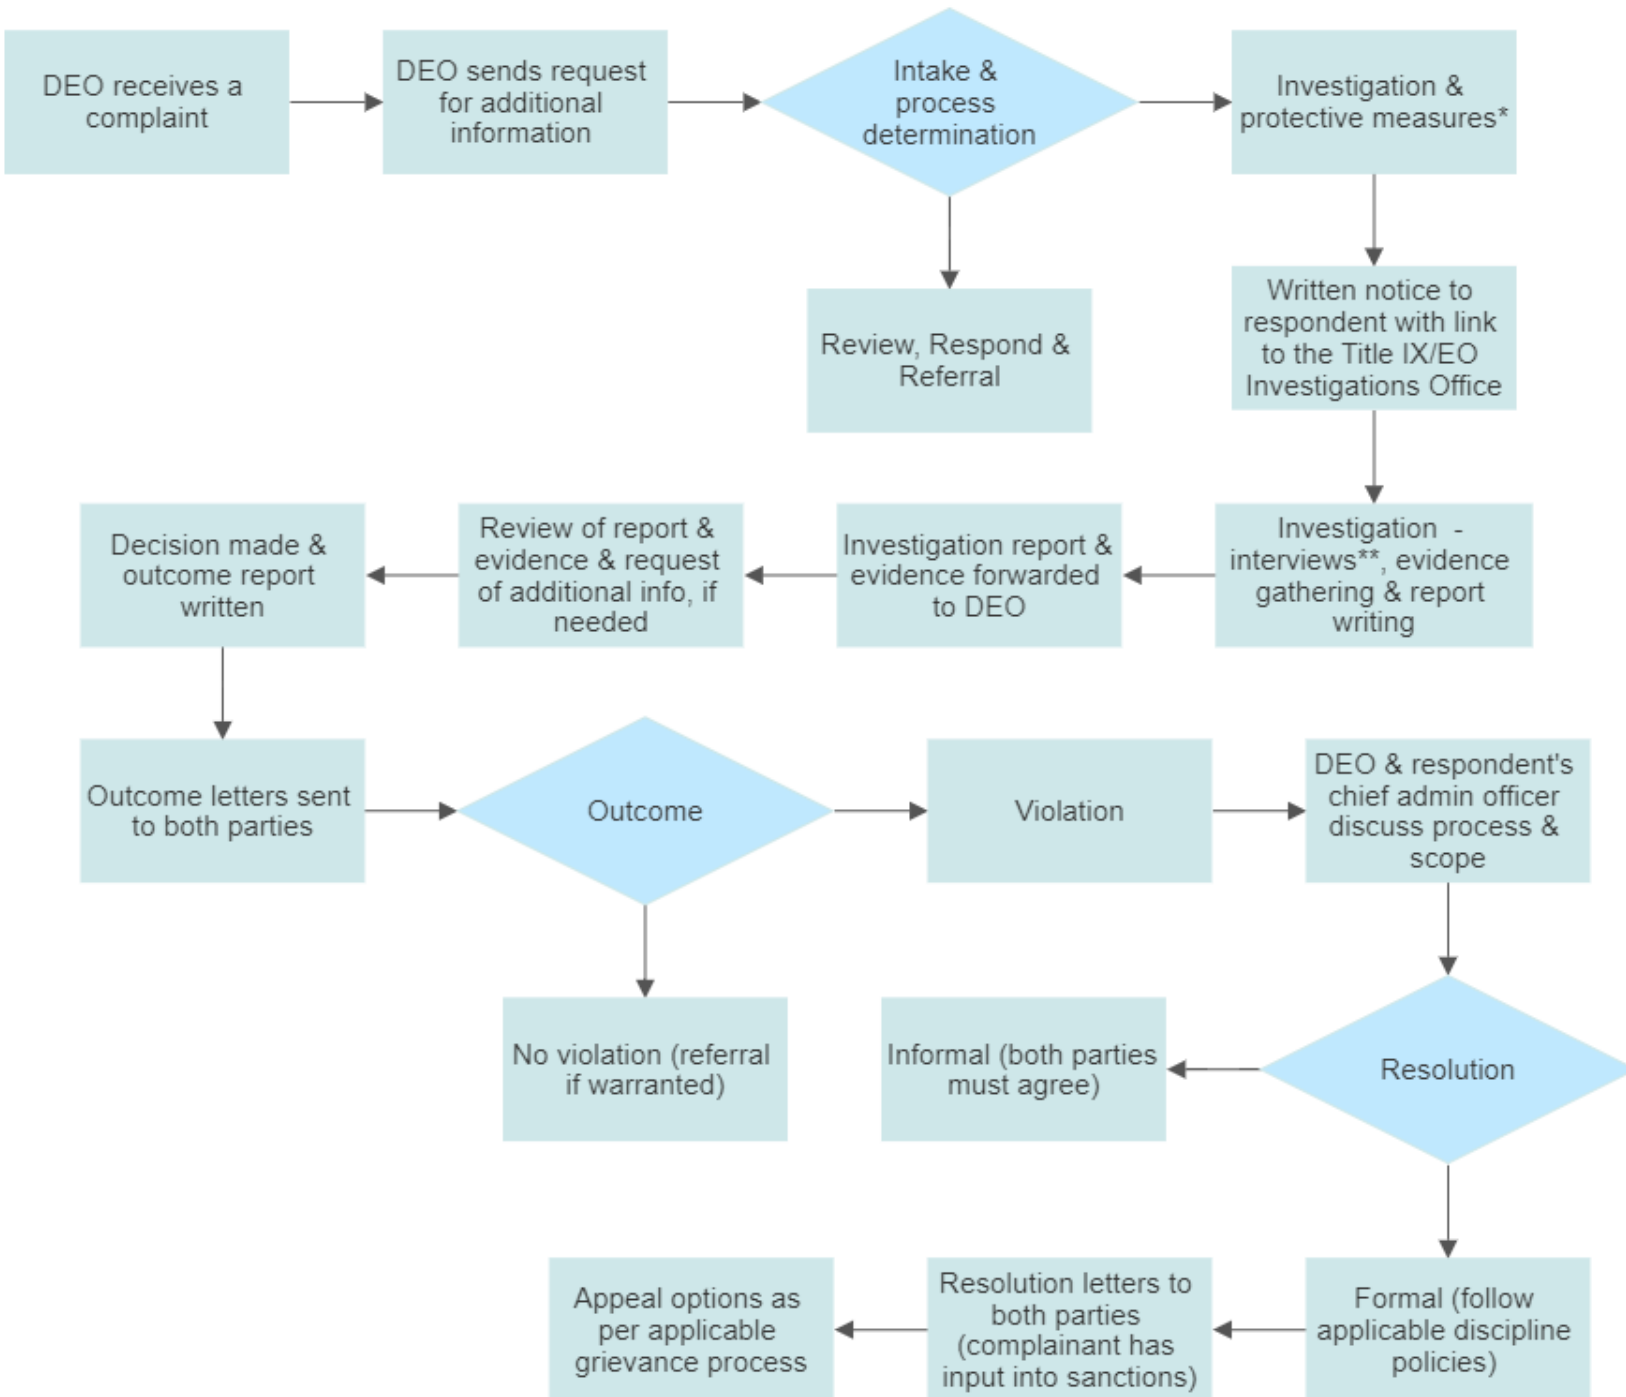 DEO receives a
complaint
DEO sends request
for additional
information
Intake &
process
determination
Investigation &
protective measures*
Review, Respond &
Referral
Written notice to
respondent with link
to the Title IX/EO
Investigations Office
Decision made &
outcome report
written
Review of report &
evidence & request
of additional info, if
needed
Investigation report &
evidence forwarded
to DEO
Investigation -
interviews**, evidence
gathering & report
writing
Outcome letters sent
to both parties
Outcome
Violation
DEO & respondent's
chief admin officer
discuss process &
scope
No violation (referral
if warranted)
Informal (both parties
must agree)
Resolution
Appeal options as
per applicable
grievance process
Resolution letters to
both parties
(complainant has
input into sanctions)
Formal (follow
applicable discipline
policies)